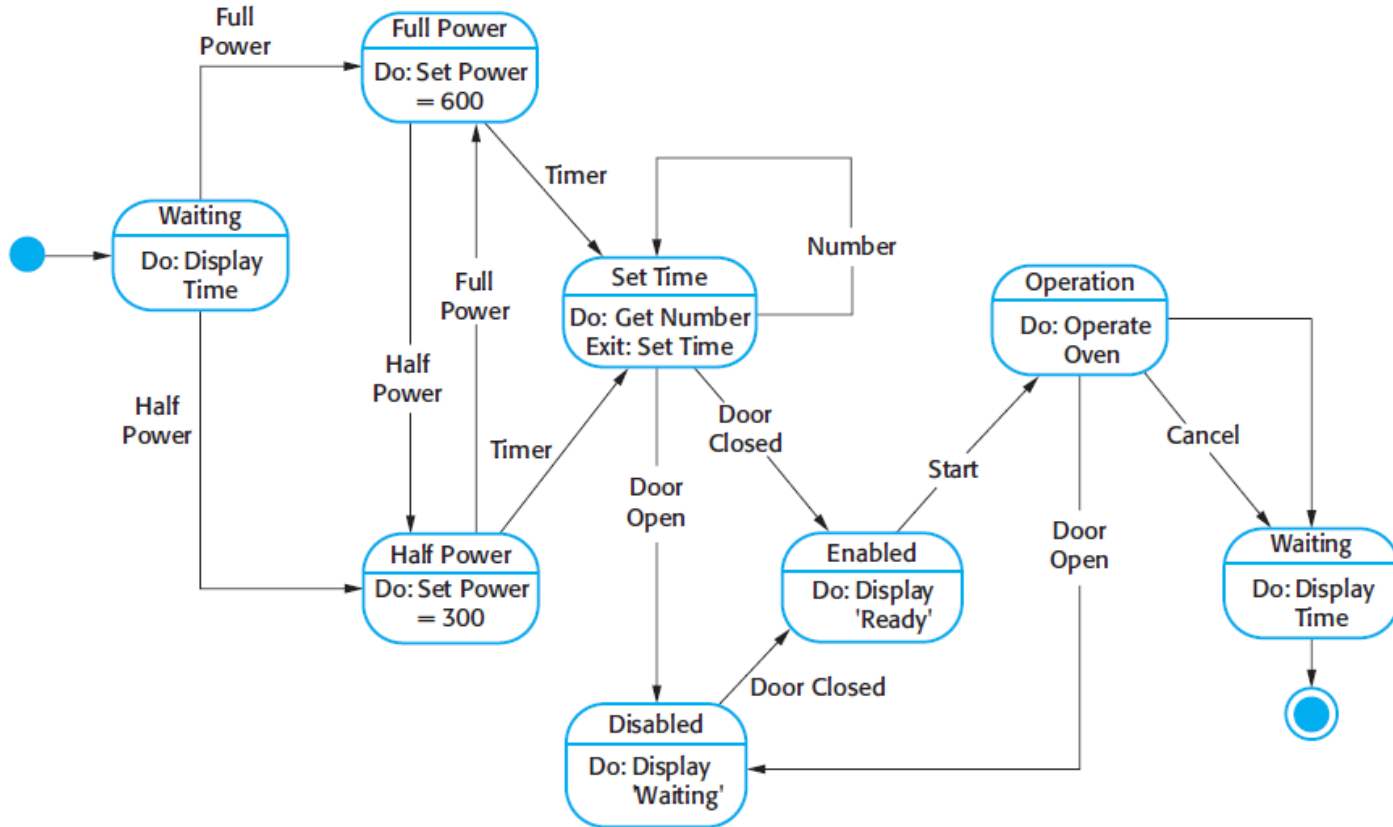 Full
Power
Full Power
Do: Set Power
= 600
Timer
Waiting
Do: Display
Time
Full
Power
Number
Set Time
Do: Get Number
Exit: Set Time
Operation
Do: Operate
Oven
Half
Power
Half
Power
Timer
Door
Closed
Cancel
Start
Door
Open
Door
Open
Half Power
Do: Set Power
= 300
Enabled
Do: Display
'Ready'
Waiting
Do: Display
Time
Door Closed
Disabled
Do: Display
'Waiting'